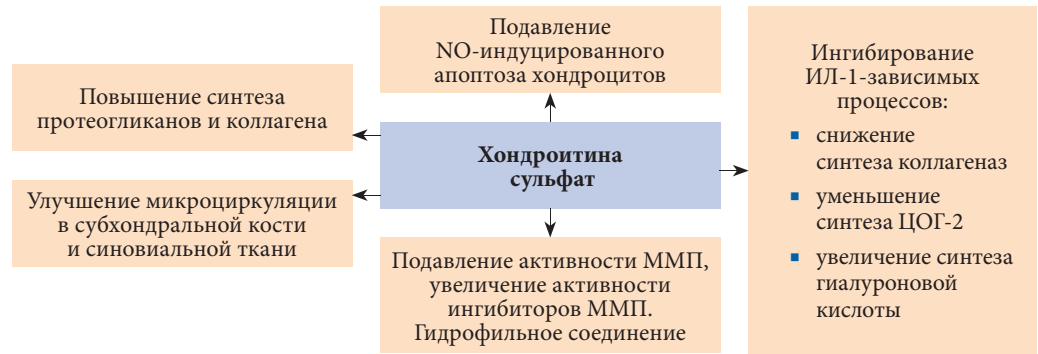 Подавление
NO-индуцированного
апоптоза хондроцитов
Повышение синтеза
протеогликанов и коллагена
Хондроитина
сульфат
Улучшение микроциркуляции
в субхондральной кости
и синовиальной ткани
Подавление активности ММП,
увеличение активности
ингибиторов ММП.
Гидрофильное соединение
Ингибирование
ИЛ-1-зависимых
процессов:
снижение
синтеза коллагеназ
уменьшение
синтеза ЦОГ-2
увеличение синтеза
гиалуроновой
кислоты